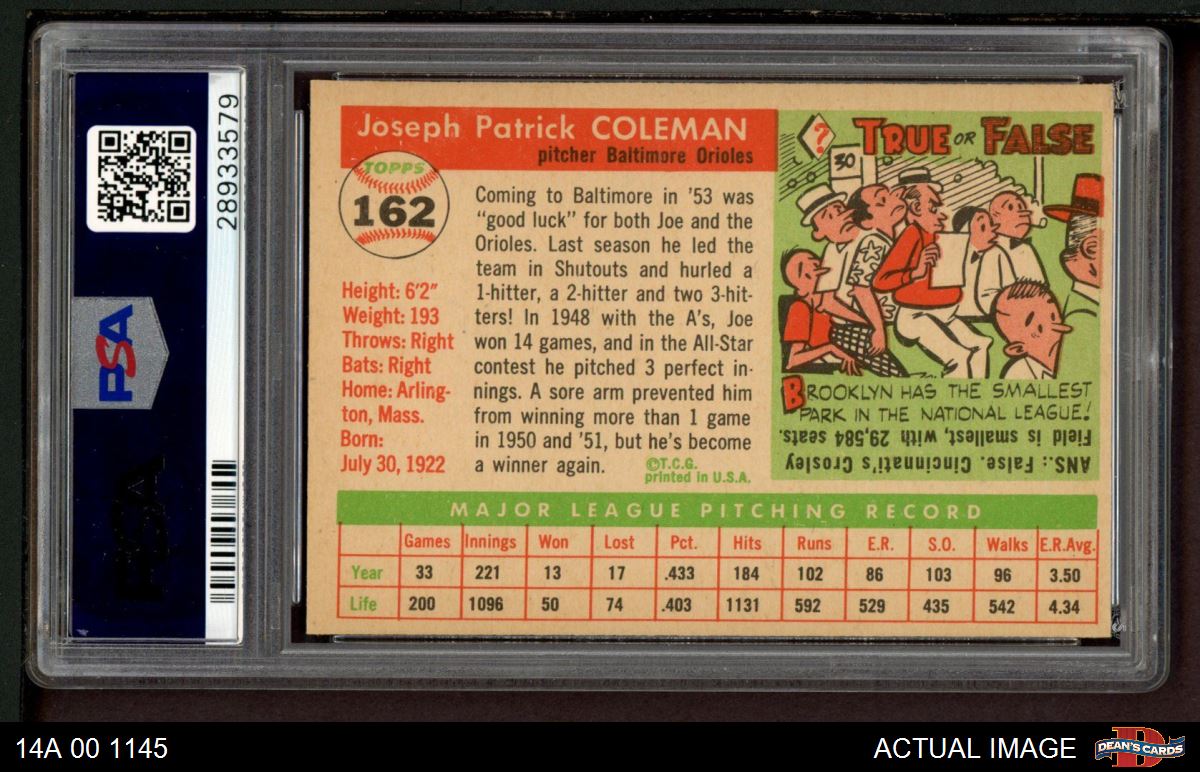 28933579
PSA
Joseph Patrick COLEMAN
pitcher Baltimore Orioles
TOPPS
162
Height: 6'2"
Weight: 193
Throws: Right
Bats: Right
Home: Arling-
ton, Mass.
Born:
July 30, 1922
Coming to Baltimore in '53 was
"good luck" for both Joe and the
Orioles. Last season he led the
team in Shutouts and hurled a
1-hitter, a 2-hitter and two 3-hit-
ters! In 1948 with the A's, Joe
won 14 games, and in the All-Star
contest he pitched 3 perfect in-
nings. A sore arm prevented him
from winning more than 1 game
in 1950 and '51, but he's become
a winner again.
©T.C.G.
printed in U.S.A.
?
TRUE OR FALSE
30
BROOKLYN HAS THE SMALLEST
PARK IN THE NATIONAL LEAGUE!
ANS.: False. Cincinnati's Crosley
Field is smallest, with 29,584 seats.
MAJOR LEAGUE PITCHING RECORD
Games Innings Won Lost Pct. Hits Runs E.R. S.O. Walks E.R.Avg.
Year 33 221 13 17 .433 184 102 86 103 96 3.50
Life 200 1096 50 74 .403 1131 592 529 435 542 4.34
14A 00 1145
ACTUAL IMAGE
D
DEAN'S CARDS